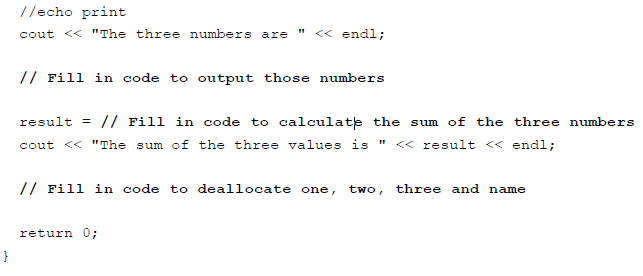 //echo print
cout << "The three numbers are " << endl;
// Fill in code to output those numbers
result = // Fill in code to calculate the sum of the three numbers
cout << "The sum of the three values is " << result << endl;
// Fill in code to deallocate one, two, three and name
return 0;
}